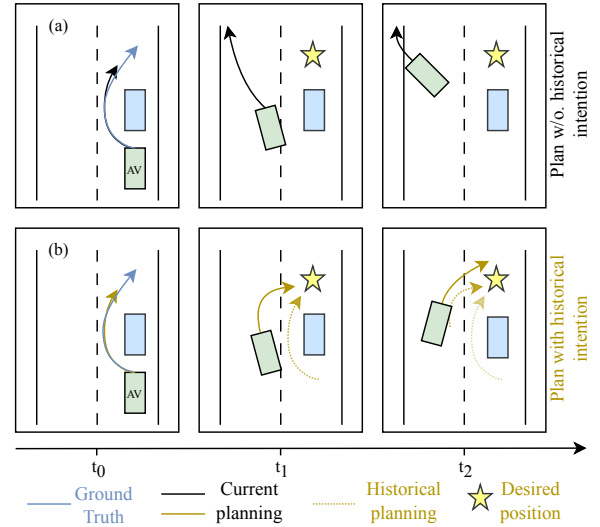 (a)
AV
Plan w/o. historical
intention
(b)
AV
Plan with historical
intention
t0
t1
t2
Ground
Truth
Current
planning
Historical
planning
Desired
position